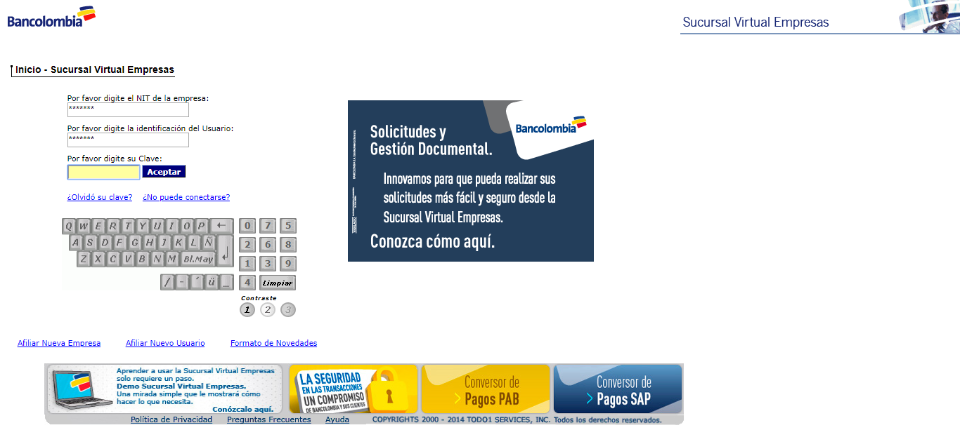 Bancolombia
Sucursal Virtual Empresas
Inicio - Sucursal Virtual Empresas
Por favor digite el NIT de la empresa:
*******
Por favor digite la identificación del Usuario:
*******
Por favor digite su Clave:
Aceptar
¿Olvidó su clave? ¿No puede conectarse?
Q W E R T Y U I O P ← 0 7 5
A S D F G H J K L Ñ 2 6 8
Z X C V B N M Bl.May 1 3 9
/ - ´ ü _ 4 Limpiar
Contraste
1 2 3
Bancolombia
Solicitudes y
Gestión Documental.
Innovamos para que pueda realizar sus
solicitudes más fácil y seguro desde la
Sucursal Virtual Empresas.
Conozca cómo aquí.
Afiliar Nueva Empresa Afiliar Nuevo Usuario Formato de Novedades
Aprender a usar la Sucursal Virtual Empresas
solo requiere un paso.
Demo Sucursal Virtual Empresas.
Una mirada simple que le mostrará cómo
hacer lo que necesita.
Conózcalo aquí.
LA SEGURIDAD
EN LAS TRANSACCIONES
UN COMPROMISO
DE BANCOLOMBIA Y SUS CLIENTES
Conversor de
> Pagos PAB
Conversor de
> Pagos SAP
Política de Privacidad Preguntas Frecuentes Ayuda COPYRIGHTS 2000 - 2014 TODO1 SERVICES, INC. Todos los derechos reservados.